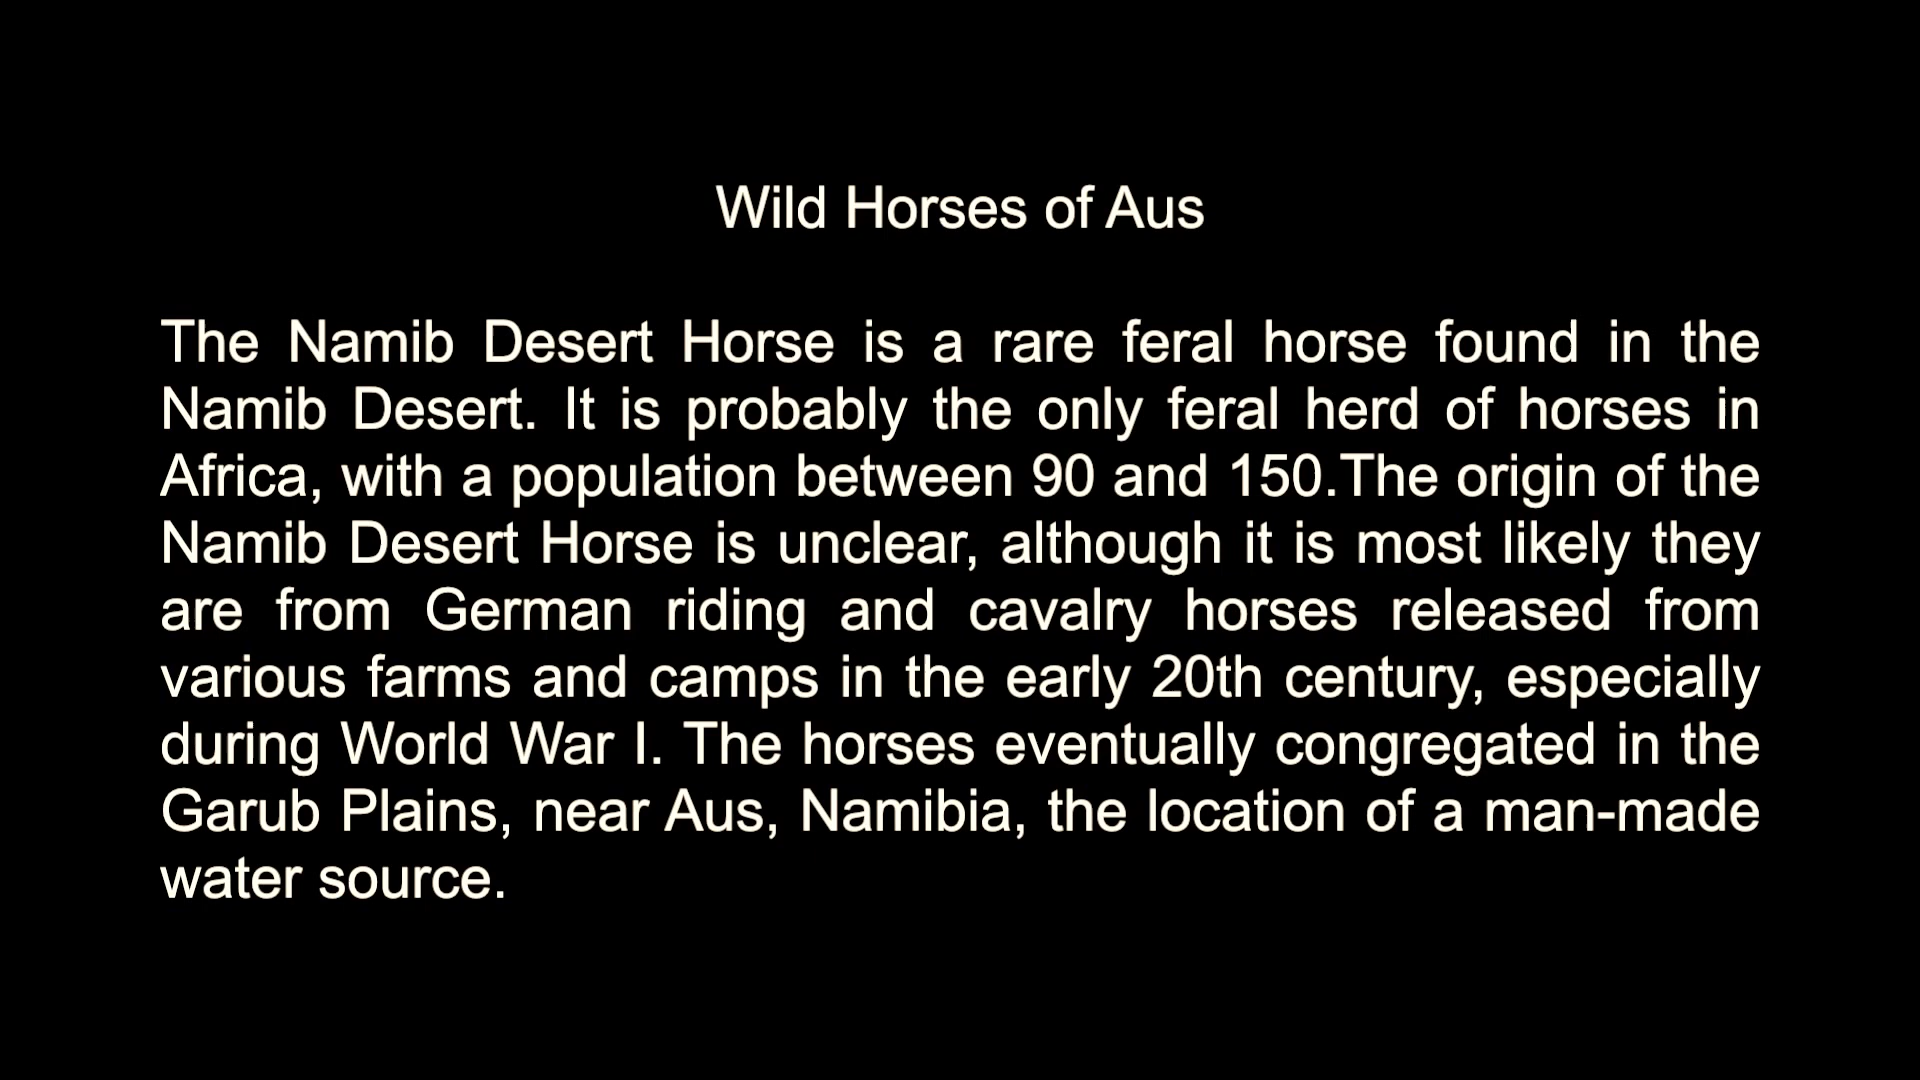 Wild Horses of Aus
The Namib Desert Horse is a rare feral horse found in the
Namib Desert. It is probably the only feral herd of horses in
Africa, with a population between 90 and 150.The origin of the
Namib Desert Horse is unclear, although it is most likely they
are from German riding and cavalry horses released from
various farms and camps in the early 20th century, especially
during World War I. The horses eventually congregated in the
Garub Plains, near Aus, Namibia, the location of a man-made
water source.